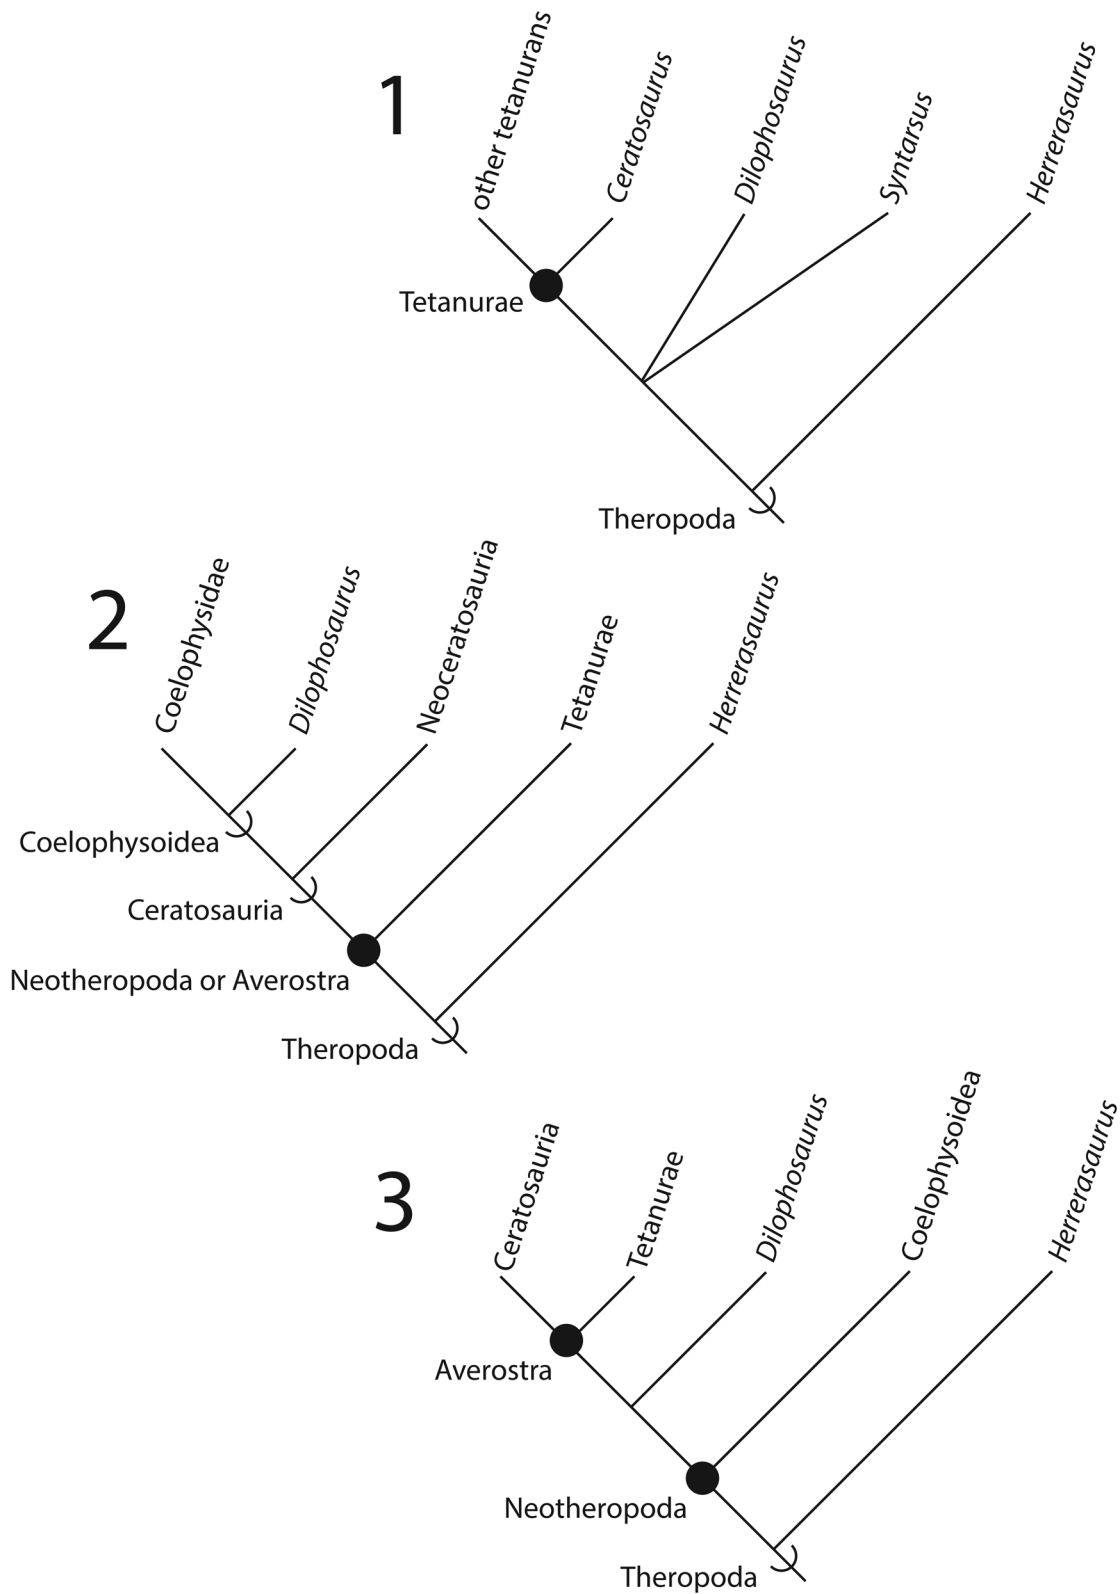 1
other tetanurans
Ceratosaurus
Dilophosaurus
Syntarsus
Herrerasaurus
Tetanurae
Theropoda
2
Coelophysidae
Dilophosaurus
Neoceratosauria
Tetanurae
Herrerasaurus
Coelophysoidea
Ceratosauria
Neotheropoda or Averostra
Theropoda
3
Ceratosauria
Tetanurae
Dilophosaurus
Coelophysoidea
Herrerasaurus
Averostra
Neotheropoda
Theropoda